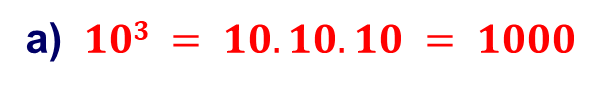 a) 10³ = 10.10.10 = 1000